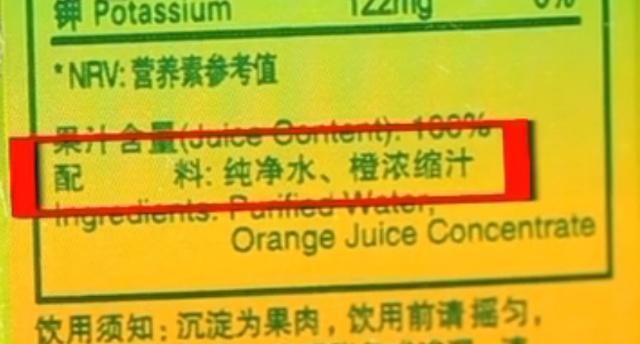 钾 Potassium 122mg 6%
*NRV:营养素参考值
果汁含量(Juice Content): 100%
配 料: 纯净水、橙浓缩汁
Ingredients: Purified Water,
Orange Juice Concentrate
饮用须知: 沉淀为果肉，饮用前请摇匀，